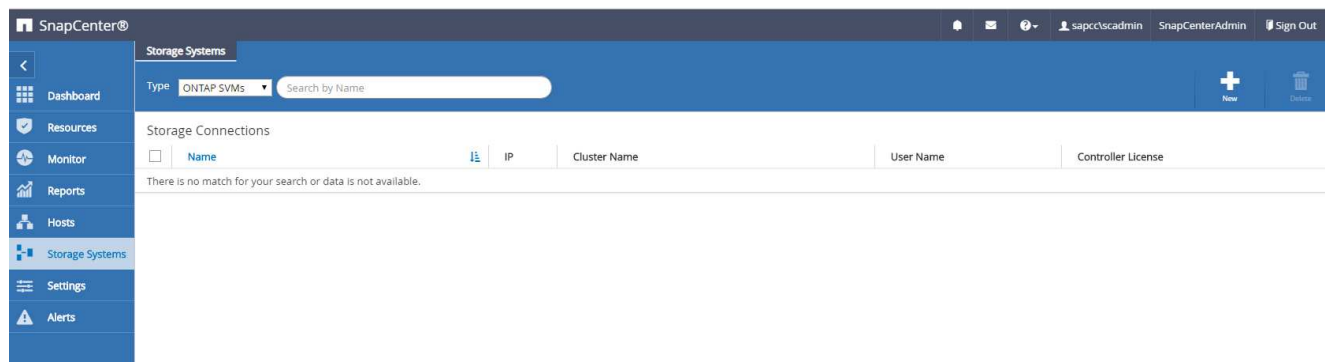 SnapCenter®
sapcc\scadmin SnapCenterAdmin Sign Out
Storage Systems
Type ONTAP SVMs Search by Name
New Delete
Dashboard
Resources
Monitor
Reports
Hosts
Storage Systems
Settings
Alerts
Storage Connections
Name IP Cluster Name User Name Controller License
There is no match for your search or data is not available.